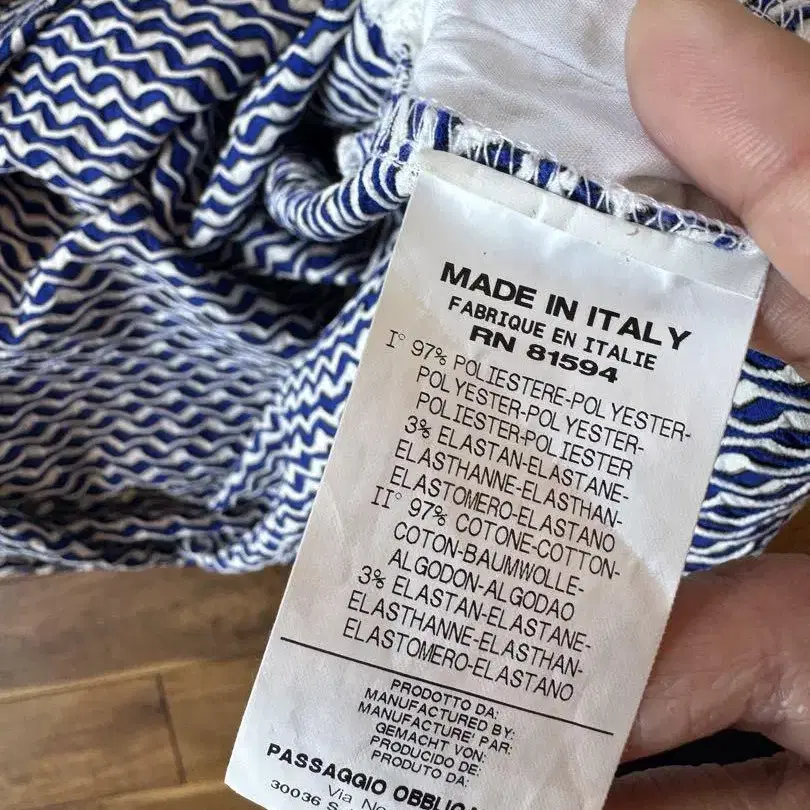 MADE IN ITALY
FABRIQUE EN ITALIE
RN 81594
I° 97% POLIESTERE-POLYESTER-
POLYESTER-POLYESTER-
POLIESTER-POLIESTER
3% ELASTAN-ELASTANE-
ELASTHANNE-ELASTHAN-
ELASTOMERO-ELASTANO
II° 97% COTONE-COTTON-
COTON-BAUMWOLLE-
ALGODON-ALGODAO
3% ELASTAN-ELASTANE-
ELASTHANNE-ELASTHAN-
ELASTOMERO-ELASTANO
PRODOTTO DA:
MANUFACTURED BY:
MANUFACTURE' PAR:
GEMACHT VON:
PRODUCIDO DE:
PRODUTO DA:
PASSAGGIO
Via
30036